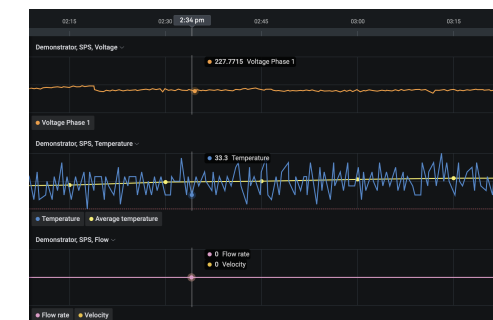 02:15 02:30 2:34 pm 02:45 03:00 03:15
Demonstrator, SPS, Voltage
227.7715 Voltage Phase 1
Voltage Phase 1
Demonstrator, SPS, Temperature
33.3 Temperature
Temperature Average temperature
Demonstrator, SPS, Flow
0 Flow rate
0 Velocity
Flow rate Velocity